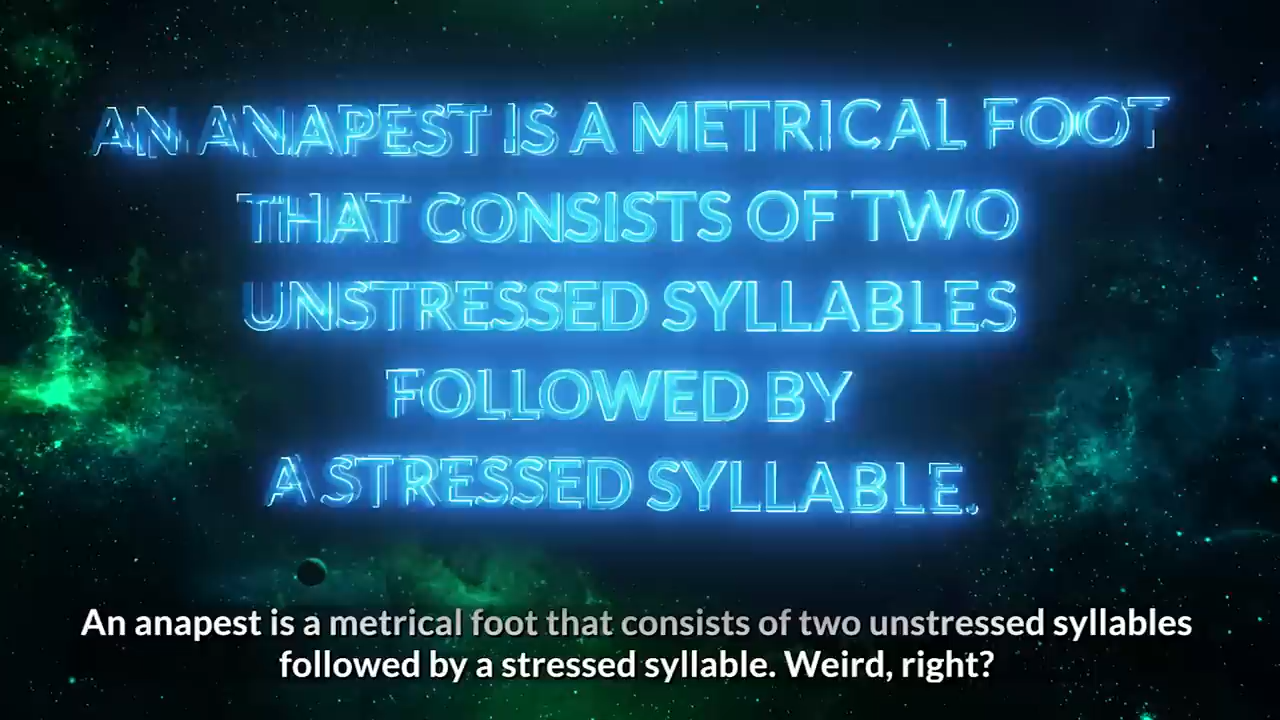 AN ANAPEST IS A METRICAL FOOT
THAT CONSISTS OF TWO
UNSTRESSED SYLLABLES
FOLLOWED BY
A STRESSED SYLLABLE.
An anapest is a metrical foot that consists of two unstressed syllables
followed by a stressed syllable. Weird, right?